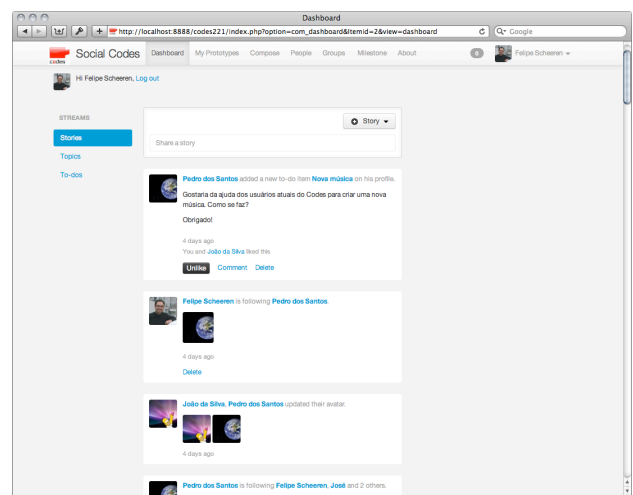 Dashboard
http://localhost:8888/codes221/index.php?option=com_dashboard&Itemid=2&view=dashboard
Google
codes
Social Codes
Dashboard
My Prototypes
Compose
People
Groups
Milestone
About
0
Felipe Scheeren
Hi Felipe Scheeren, Log out
STREAMS
Stories
Topics
To-dos
Story
Share a story
Pedro dos Santos added a new to-do item Nova música on his profile.
Gostaria da ajuda dos usuários atuais do Codes para criar uma nova
música. Como se faz?
Obrigado!
4 days ago
You and João da Silva liked this
Unlike Comment Delete
Felipe Scheeren is following Pedro dos Santos.
4 days ago
Delete
João da Silva, Pedro dos Santos updated their avatar.
4 days ago
Pedro dos Santos is following Felipe Scheeren, José and 2 others.